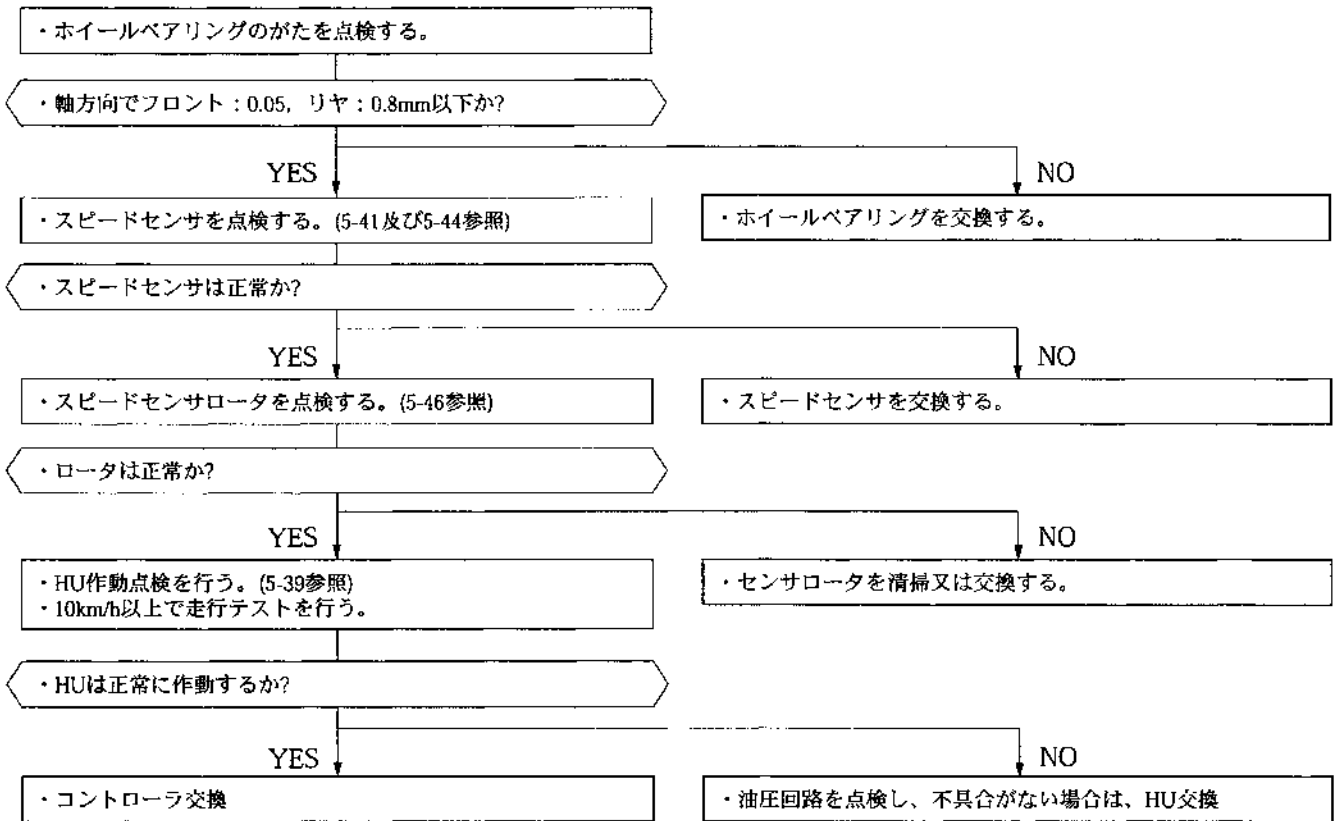 ・ホイールベアリングのがたを点検する。
・軸方向でフロント：0.05, リヤ：0.8mm以下か?
YES
NO
・スピードセンサを点検する。(5-41及び5-44参照)
・ホイールベアリングを交換する。
・スピードセンサは正常か?
YES
NO
・スピードセンサロータを点検する。(5-46参照)
・スピードセンサを交換する。
・ロータは正常か?
YES
NO
・HU作動点検を行う。(5-39参照)
・10km/h以上で走行テストを行う。
・センサロータを清掃又は交換する。
・HUは正常に作動するか?
YES
NO
・コントローラ交換
・油圧回路を点検し、不具合がない場合は、HU交換